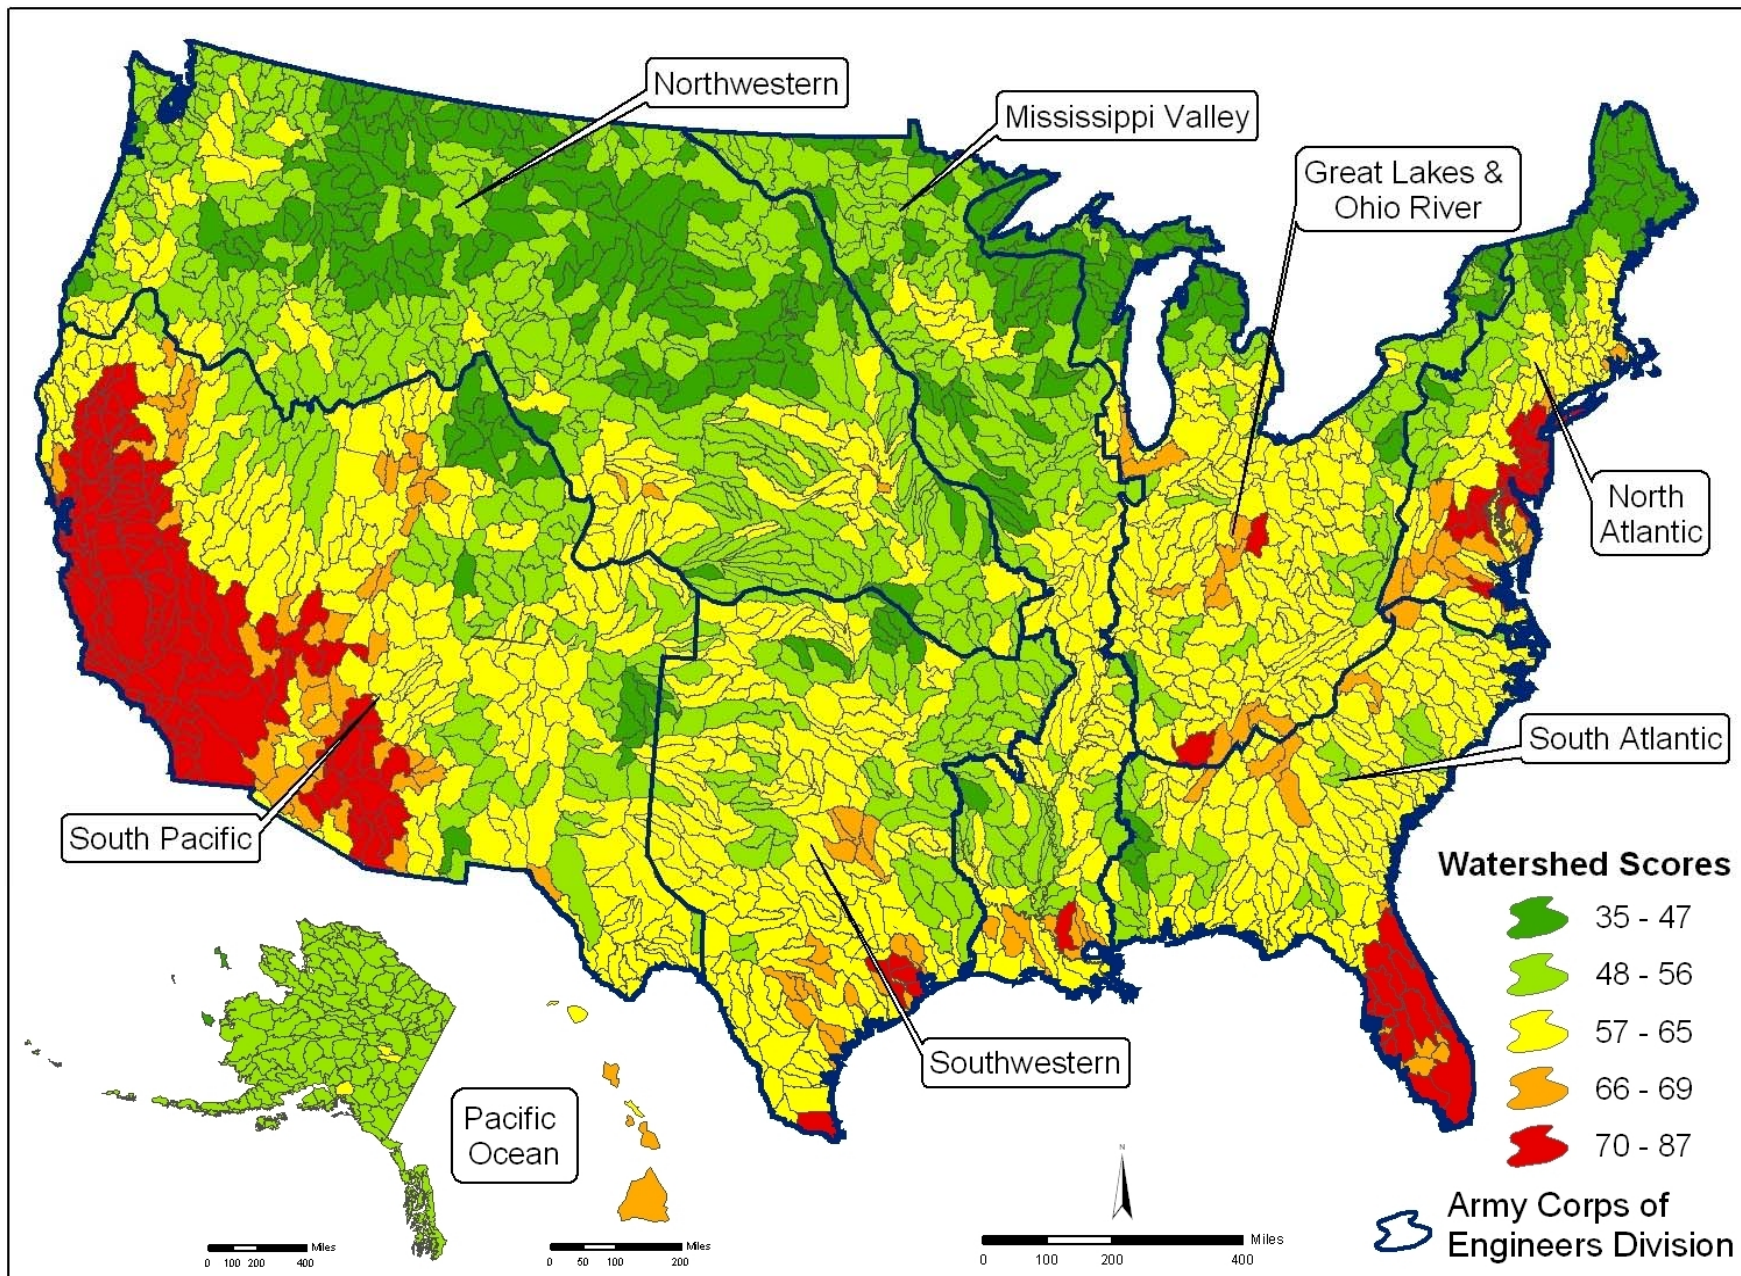 Northwestern
Mississippi Valley
Great Lakes &
Ohio River
North
Atlantic
South Atlantic
South Pacific
Southwestern
Pacific
Ocean
Watershed Scores
35 - 47
48 - 56
57 - 65
66 - 69
70 - 87
Army Corps of
Engineers Division
N
Miles
0 100 200 400
Miles
0 50 100 200
Miles
0 100 200 400